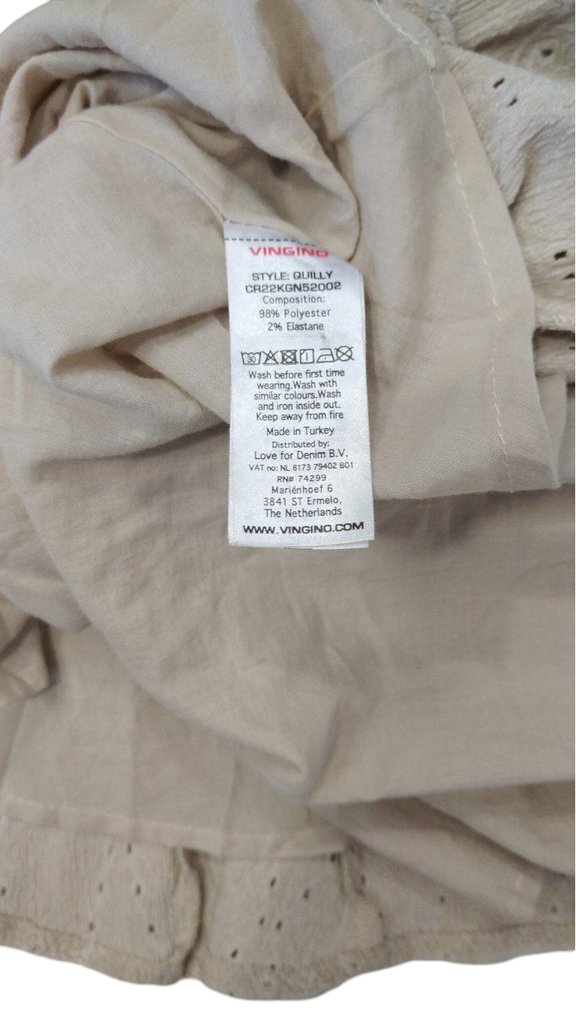 VINGINO
STYLE: QUILLY
CR22KGN52002
Composition:
98% Polyester
2% Elastane
Wash before first time
wearing.Wash with
similar colours.Wash
and iron inside out.
Keep away from fire
Made in Turkey
Distributed by:
Love for Denim B.V.
VAT no: NL 8173 79402 B01
RN# 74299
Mariënhoef 6
3841 ST Ermelo,
The Netherlands
WWW.VINGINO.COM